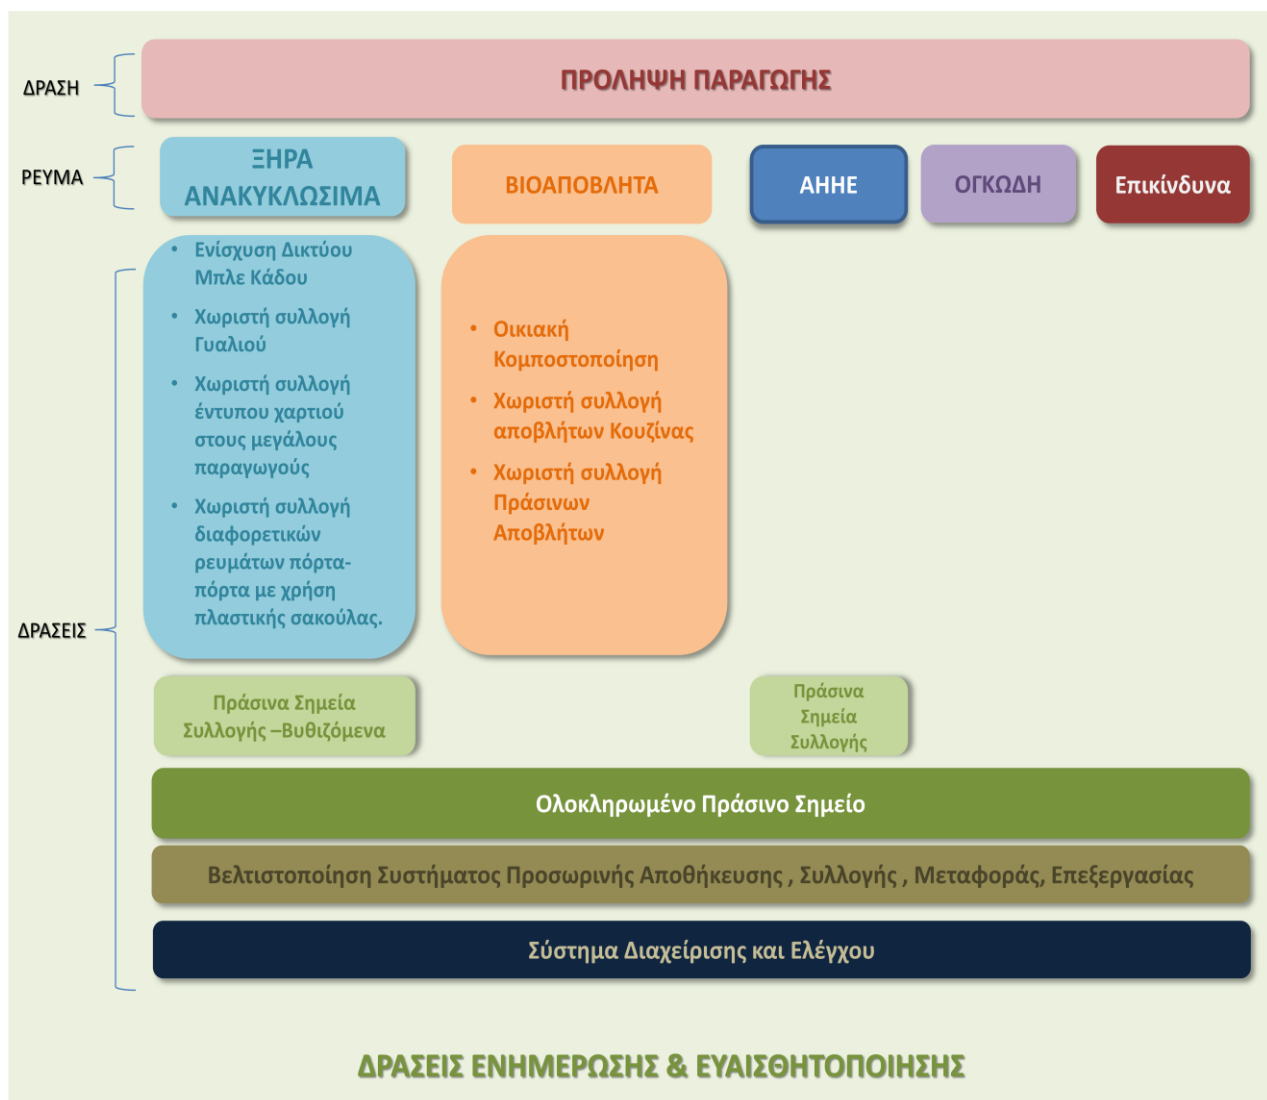 ΔΡΑΣΗ
ΠΡΟΛΗΨΗ ΠΑΡΑΓΩΓΗΣ
ΡΕΥΜΑ
ΞΗΡΑ
ΑΝΑΚΥΚΛΩΣΙΜΑ
ΒΙΟΑΠΟΒΛΗΤΑ
ΑΗΗΕ
ΟΓΚΩΔΗ
Επικίνδυνα
ΔΡΑΣΕΙΣ
• Ενίσχυση Δικτύου
Μπλε Κάδου
• Χωριστή συλλογή
Γυαλιού
• Χωριστή συλλογή
έντυπου χαρτιού
στους μεγάλους
παραγωγούς
• Χωριστή συλλογή
διαφορετικών
ρευμάτων πόρτα-
πόρτα με χρήση
πλαστικής σακούλας.
• Οικιακή
Κομποστοποίηση
• Χωριστή συλλογή
αποβλήτων Κουζίνας
• Χωριστή συλλογή
Πράσινων
Αποβλήτων
Πράσινα Σημεία
Συλλογής –Βυθιζόμενα
Πράσινα
Σημεία
Συλλογής
Ολοκληρωμένο Πράσινο Σημείο
Βελτιστοποίηση Συστήματος Προσωρινής Αποθήκευσης , Συλλογής , Μεταφοράς, Επεξεργασίας
Σύστημα Διαχείρισης και Ελέγχου
ΔΡΑΣΕΙΣ ΕΝΗΜΕΡΩΣΗΣ & ΕΥΑΙΣΘΗΤΟΠΟΙΗΣΗΣ